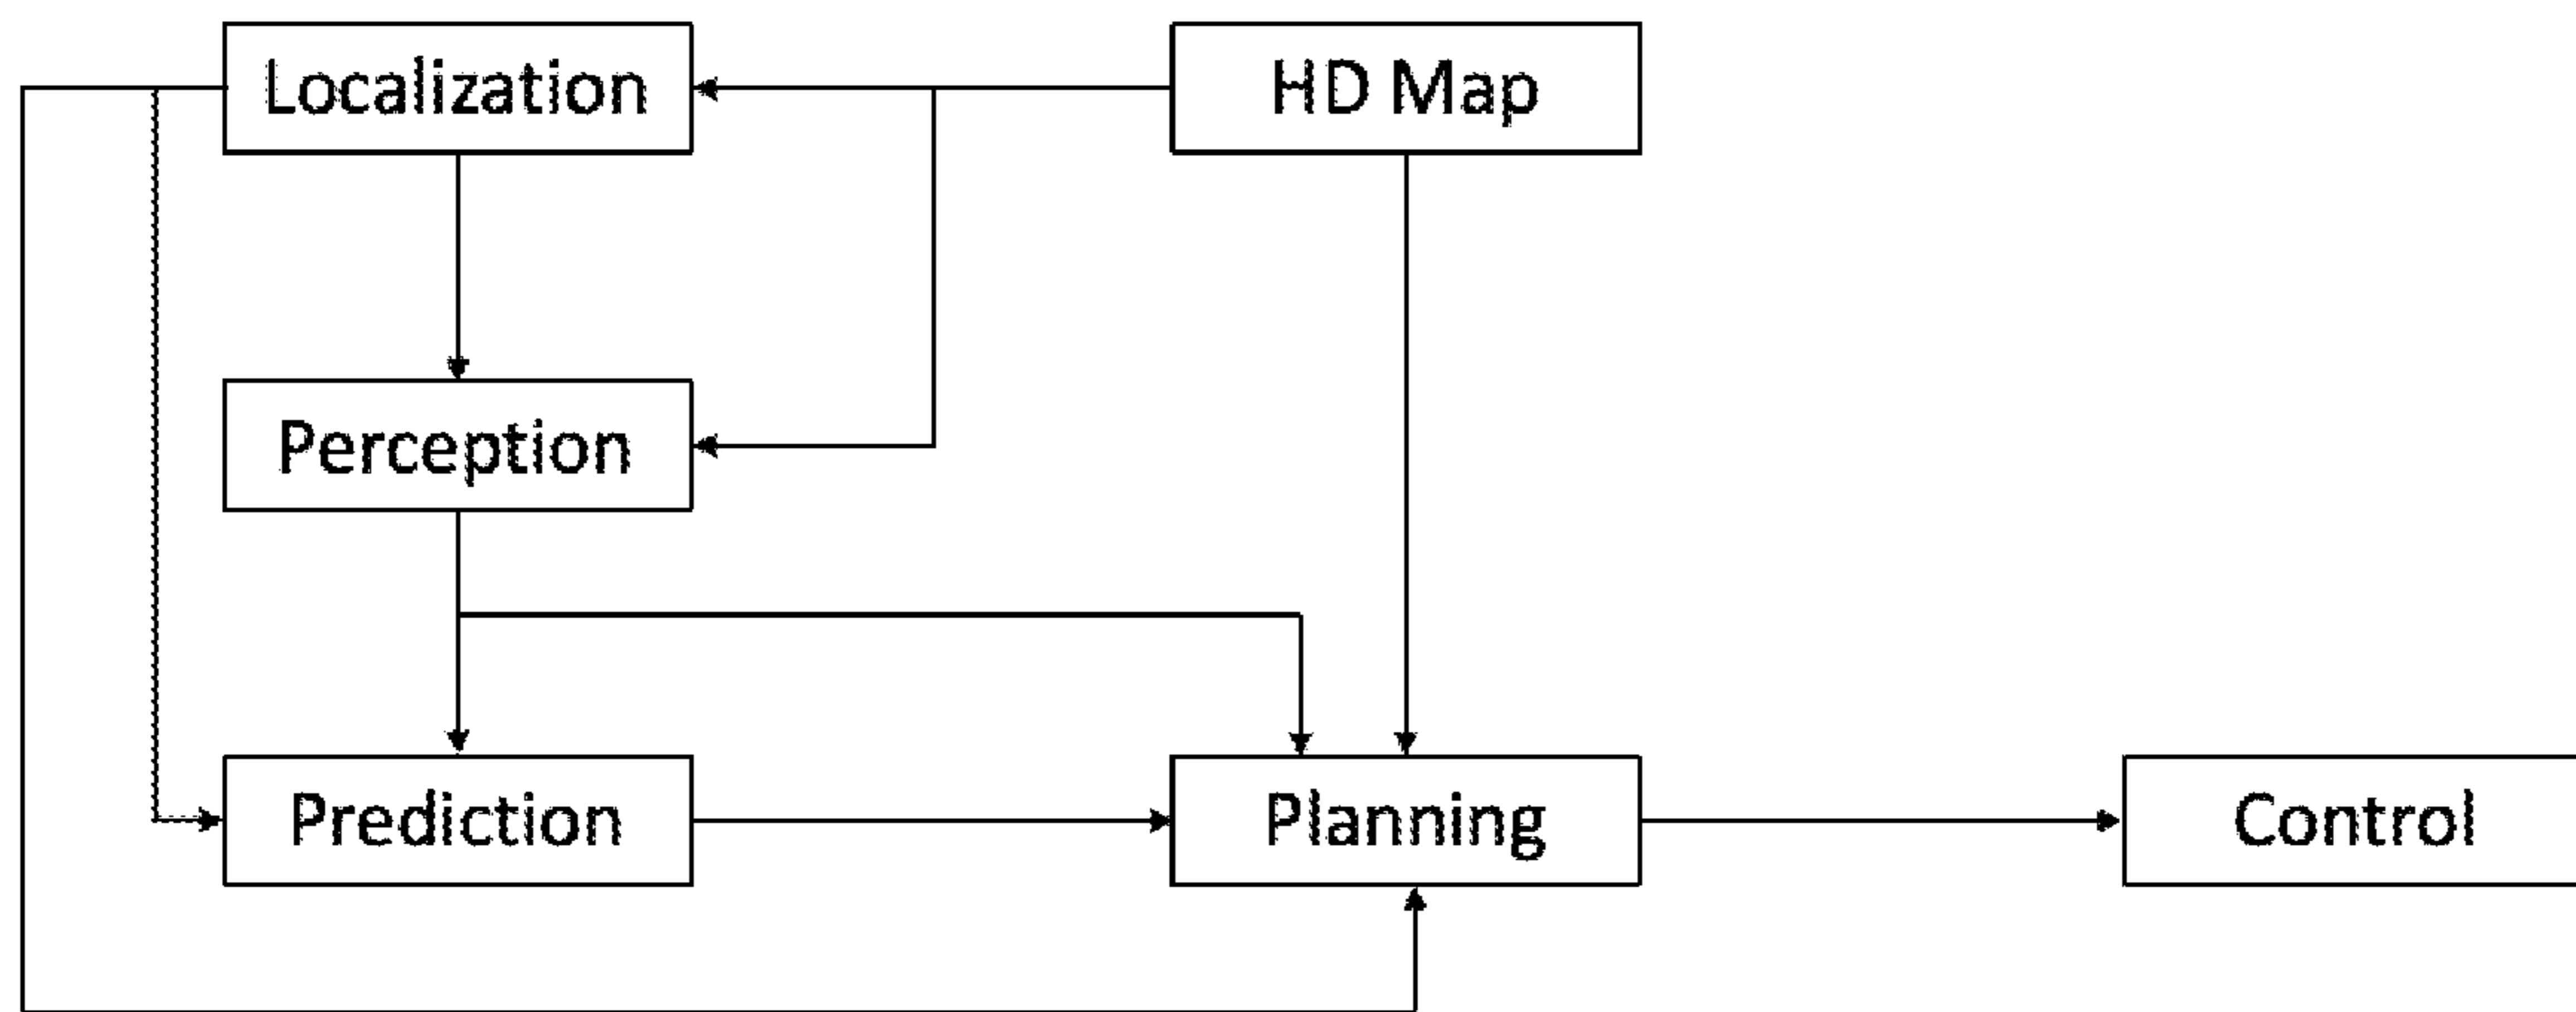 Localization
HD Map
Perception
Prediction
Planning
Control